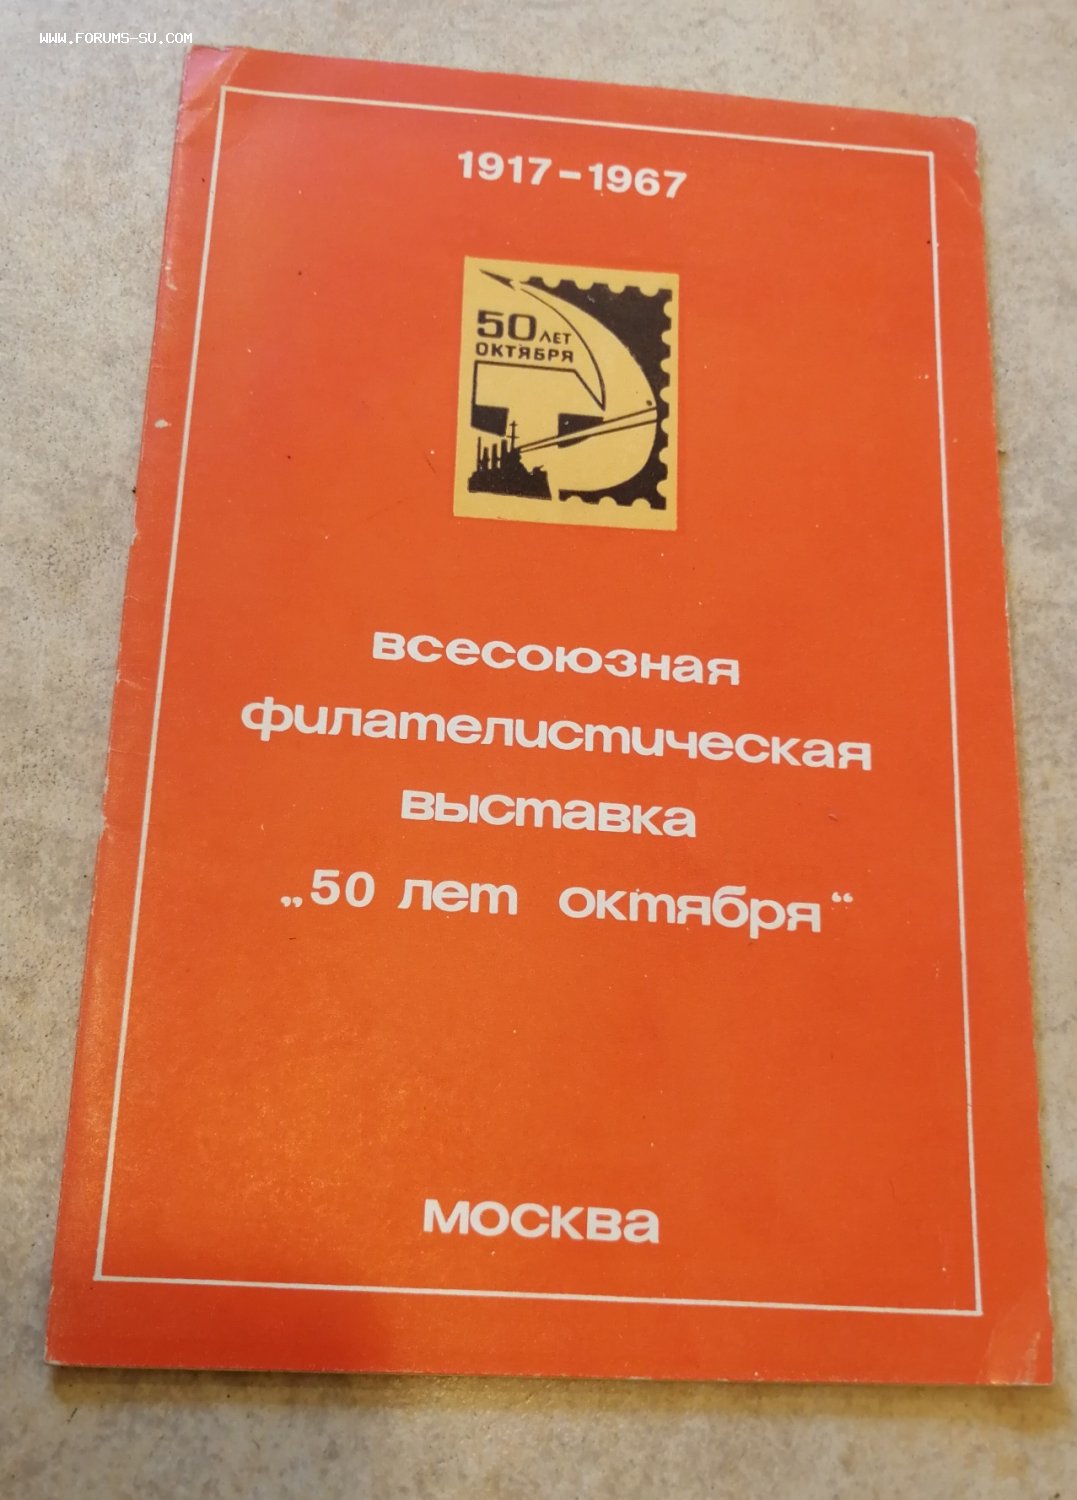 WWW.FORUMS-SU.COM
1917-1967
50 ЛЕТ
ОКТЯБРЯ
всесоюзная
филателистическая
выставка
„50 лет октября“
москва